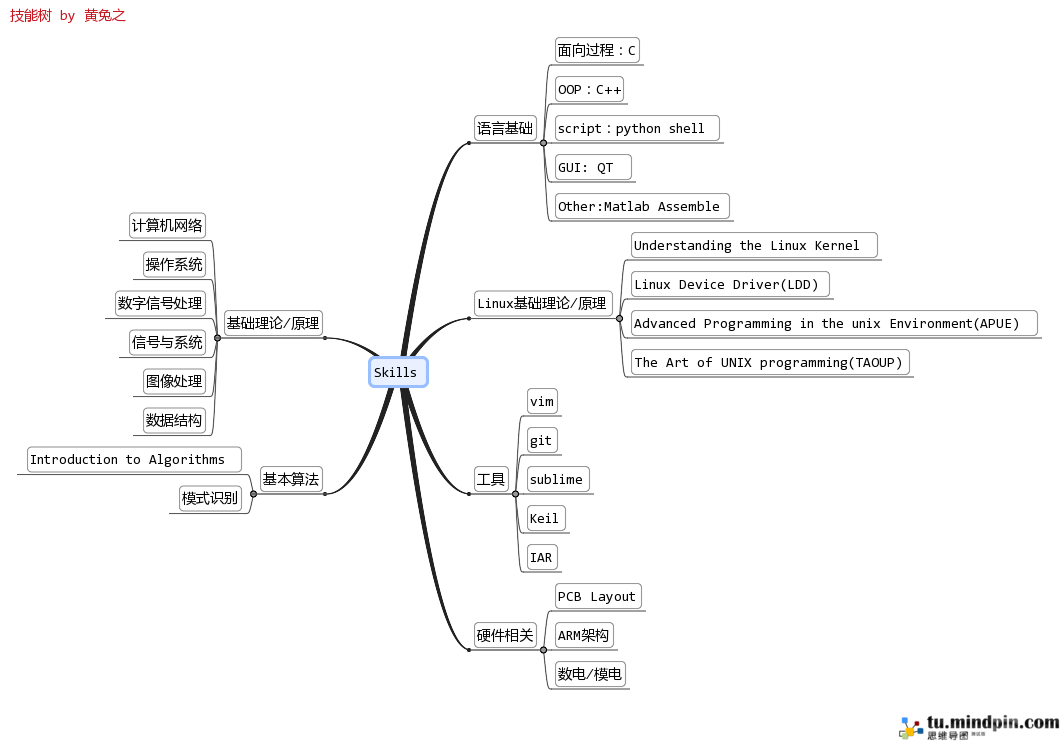 技能树 by 黄兔之
面向过程：C
OOP：C++
语言基础
script：python shell
GUI: QT
Other:Matlab Assemble
计算机网络
操作系统
数字信号处理
基础理论/原理
信号与系统
图像处理
数据结构
Understanding the Linux Kernel
Linux Device Driver(LDD)
Linux基础理论/原理
Advanced Programming in the unix Environment(APUE)
The Art of UNIX programming(TAOUP)
Skills
Introduction to Algorithms
基本算法
模式识别
vim
git
工具
sublime
Keil
IAR
PCB Layout
硬件相关
ARM架构
数电/模电
tu.mindpin.com
思维导图 测试版